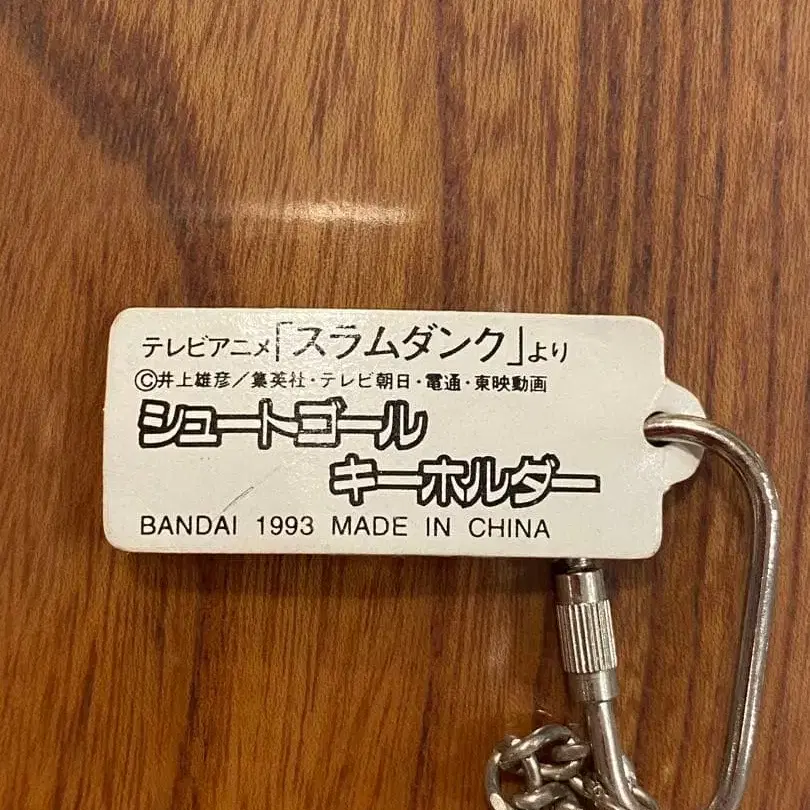 テレビアニメ「スラムダンク」より
©井上雄彦／集英社・テレビ朝日・電通・東映動画
シュートゴール
キーホルダー
BANDAI 1993 MADE IN CHINA